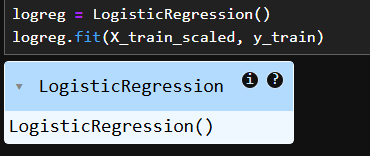 logreg = LogisticRegression()
logreg.fit(X_train_scaled, y_train)
▾ LogisticRegression i ?
LogisticRegression()